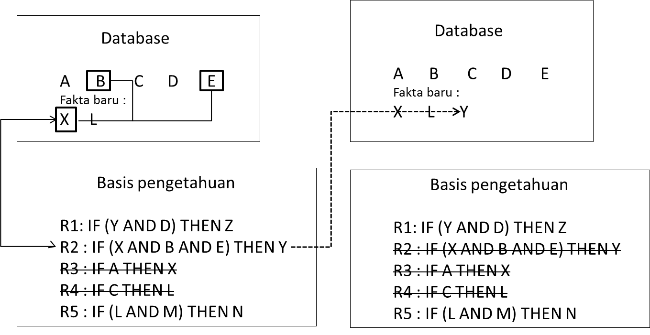 Database
A B C D E
Fakta baru :
X L
Basis pengetahuan
R1: IF (Y AND D) THEN Z
R2 : IF (X AND B AND E) THEN Y
R3 : IF A THEN X
R4 : IF C THEN L
R5 : IF (L AND M) THEN N
Database
A B C D E
Fakta baru :
X L Y
Basis pengetahuan
R1: IF (Y AND D) THEN Z
R2 : IF (X AND B AND E) THEN Y
R3 : IF A THEN X
R4 : IF C THEN L
R5 : IF (L AND M) THEN N